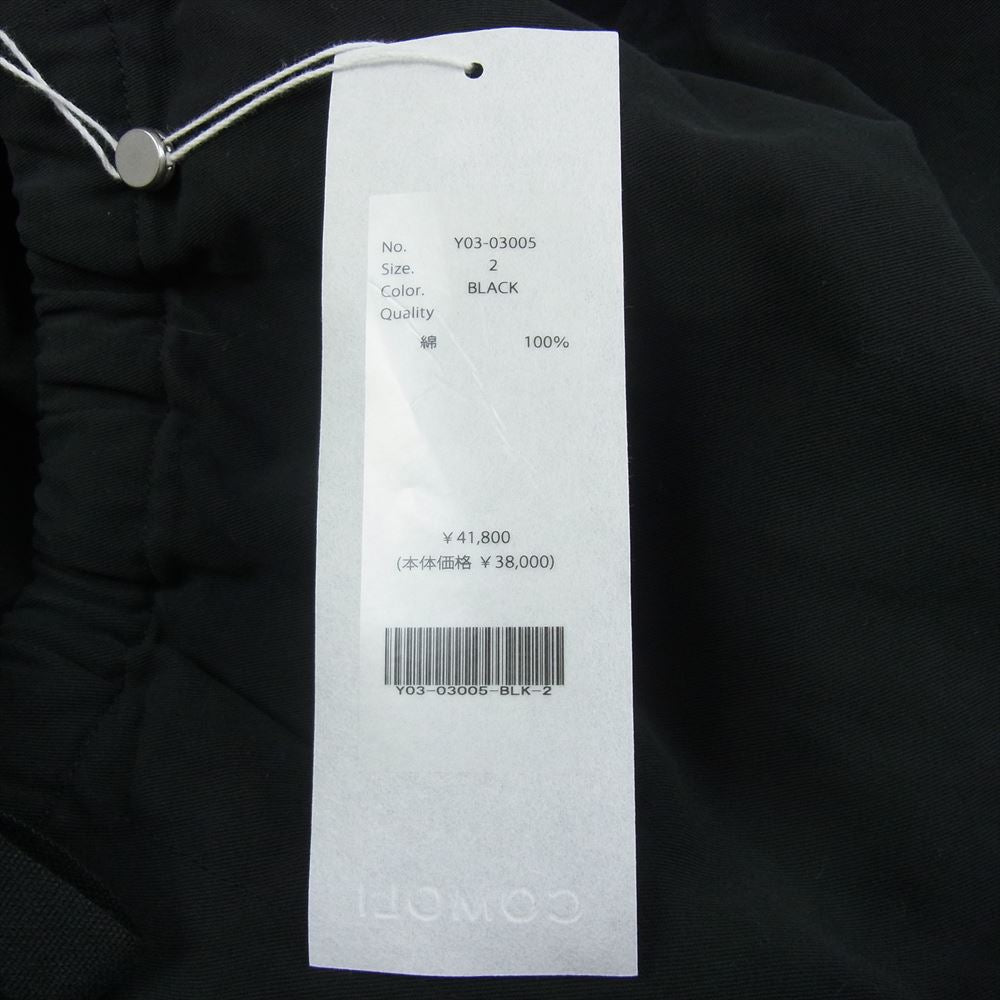 No. Y03-03005
Size. 2
Color. BLACK
Quality
綿 100%
¥41,800
(本体価格 ¥38,000)
Y03-03005-BLK-2
COMOLI